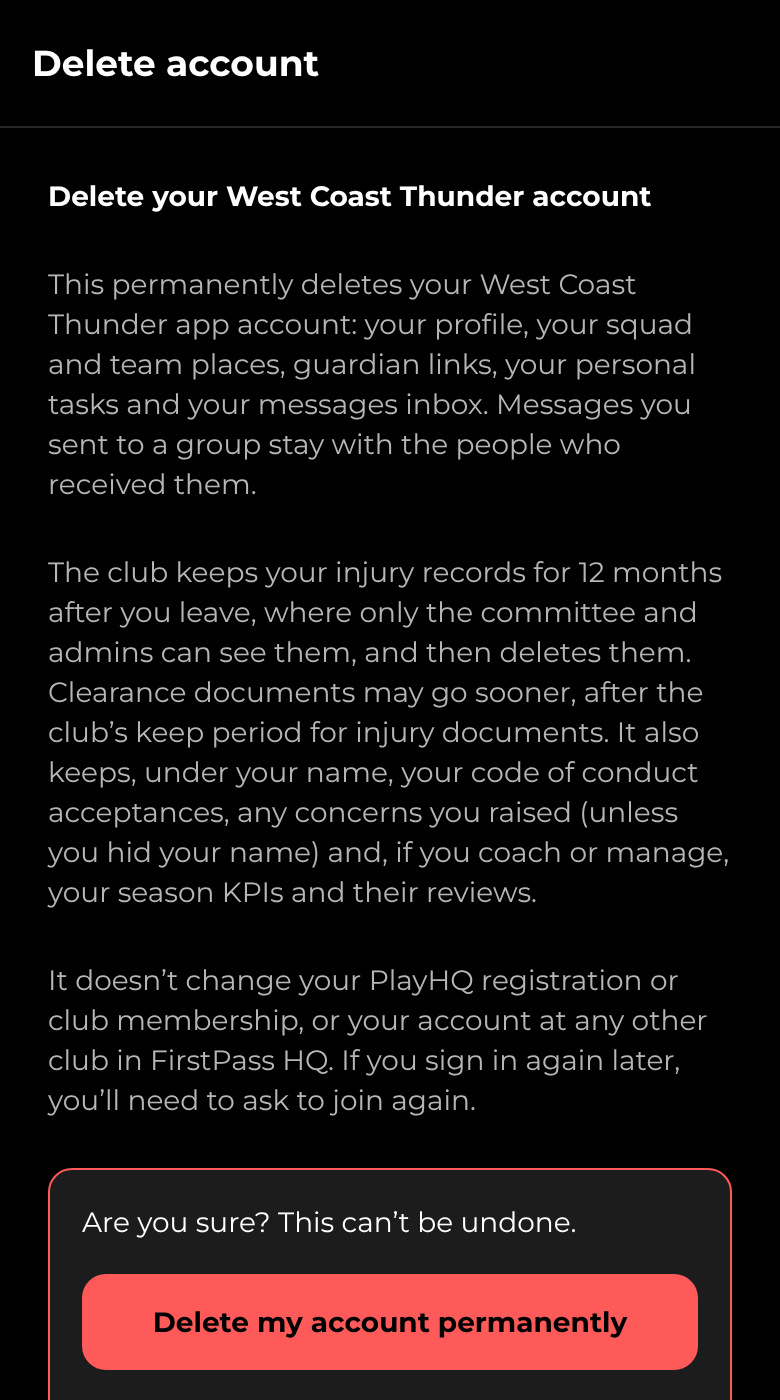 Delete account
Delete your West Coast Thunder account
This permanently deletes your West Coast
Thunder app account: your profile, your squad
and team places, guardian links, your personal
tasks and your messages inbox. Messages you
sent to a group stay with the people who
received them.
The club keeps your injury records for 12 months
after you leave, where only the committee and
admins can see them, and then deletes them.
Clearance documents may go sooner, after the
club’s keep period for injury documents. It also
keeps, under your name, your code of conduct
acceptances, any concerns you raised (unless
you hid your name) and, if you coach or manage,
your season KPIs and their reviews.
It doesn’t change your PlayHQ registration or
club membership, or your account at any other
club in FirstPass HQ. If you sign in again later,
you’ll need to ask to join again.
Are you sure? This can’t be undone.
Delete my account permanently